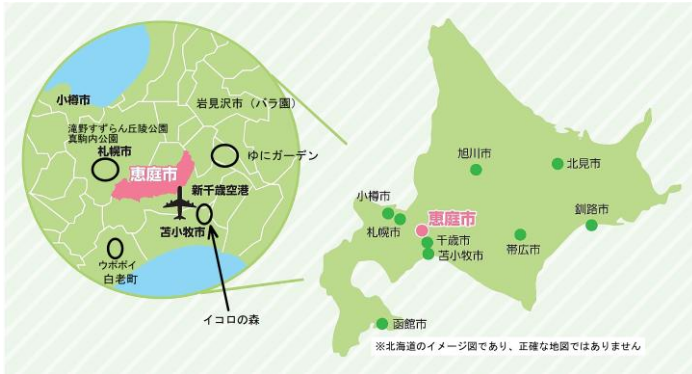 小樽市
岩見沢市（バラ園）
滝野すずらん丘陵公園
真駒内公園
札幌市
ゆにガーデン
恵庭市
新千歳空港
苫小牧市
ウポポイ
白老町
イコロの森
旭川市
北見市
小樽市
札幌市
恵庭市
釧路市
千歳市
帯広市
苫小牧市
函館市
※北海道のイメージ図であり、正確な地図ではありません